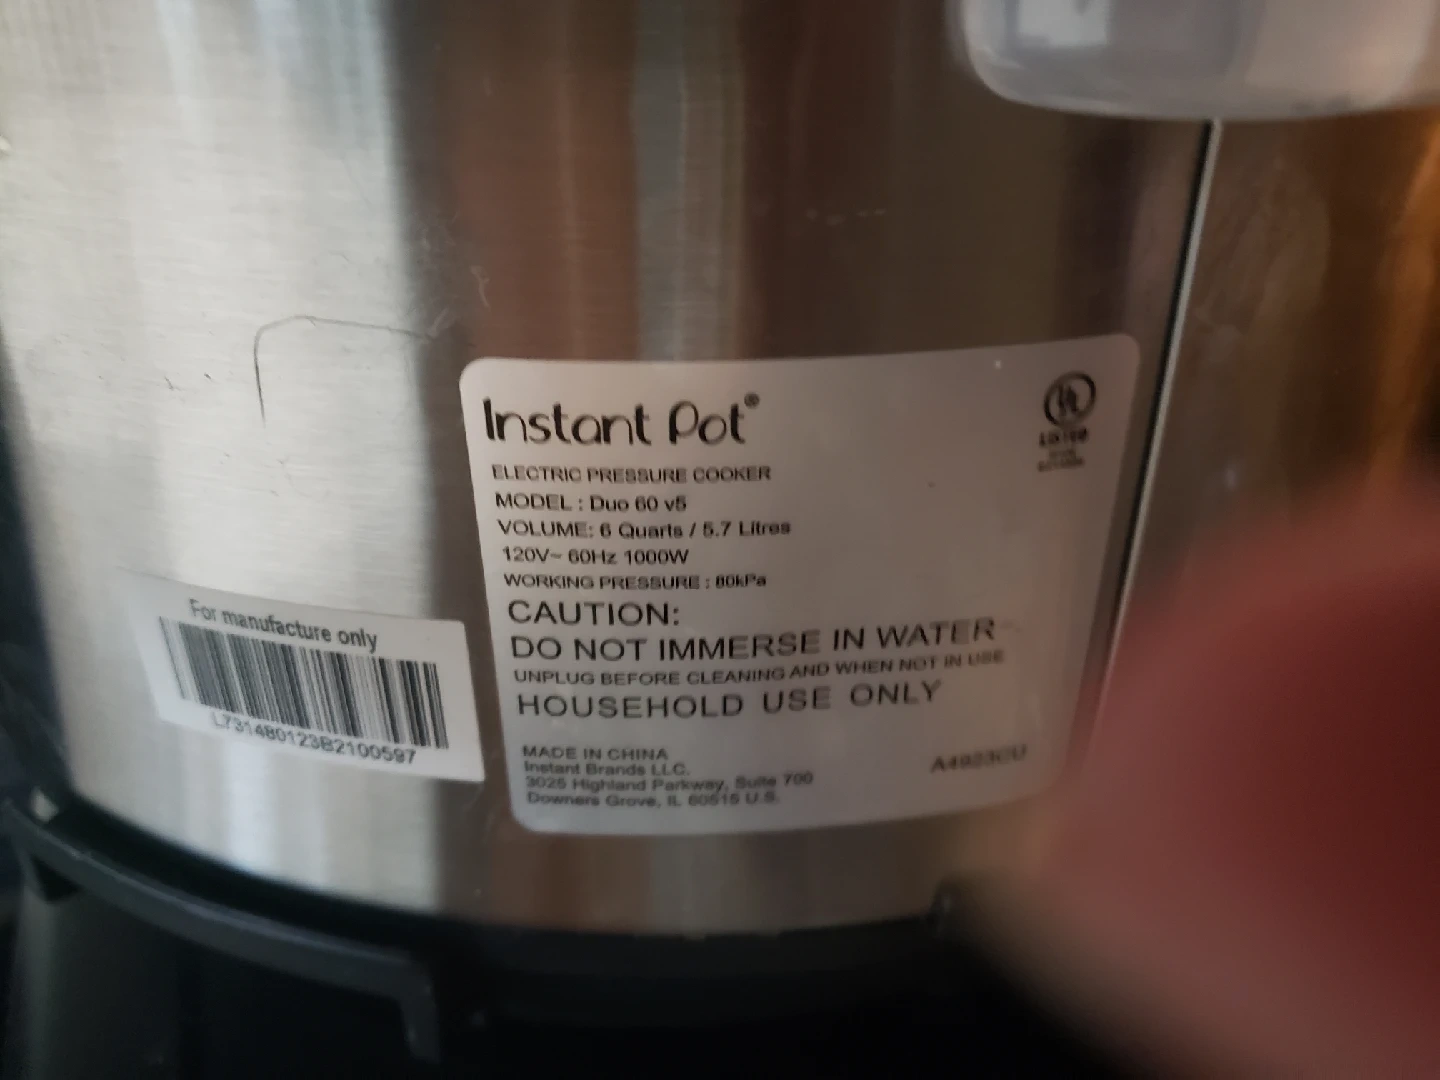 Instant Pot®
ELECTRIC PRESSURE COOKER
MODEL : Duo 60 v5
VOLUME: 6 Quarts / 5.7 Litres
120V~ 60Hz 1000W
WORKING PRESSURE : 80kPa
CAUTION:
DO NOT IMMERSE IN WATER
UNPLUG BEFORE CLEANING AND WHEN NOT IN USE
HOUSEHOLD USE ONLY
MADE IN CHINA
Instant Brands LLC.
3025 Highland Parkway, Suite 700
Downers Grove, IL 60515 U.S.
UL
LISTED
For manufacture only
L731480123B2100597